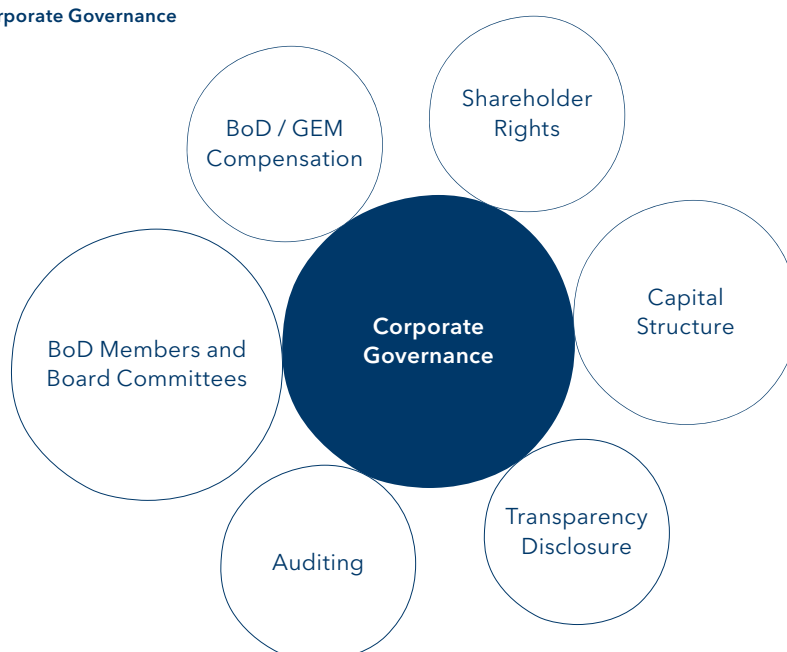 rporate Governance
Shareholder
Rights
BoD / GEM
Compensation
Capital
Structure
Corporate
Governance
BoD Members and
Board Committees
Transparency
Disclosure
Auditing